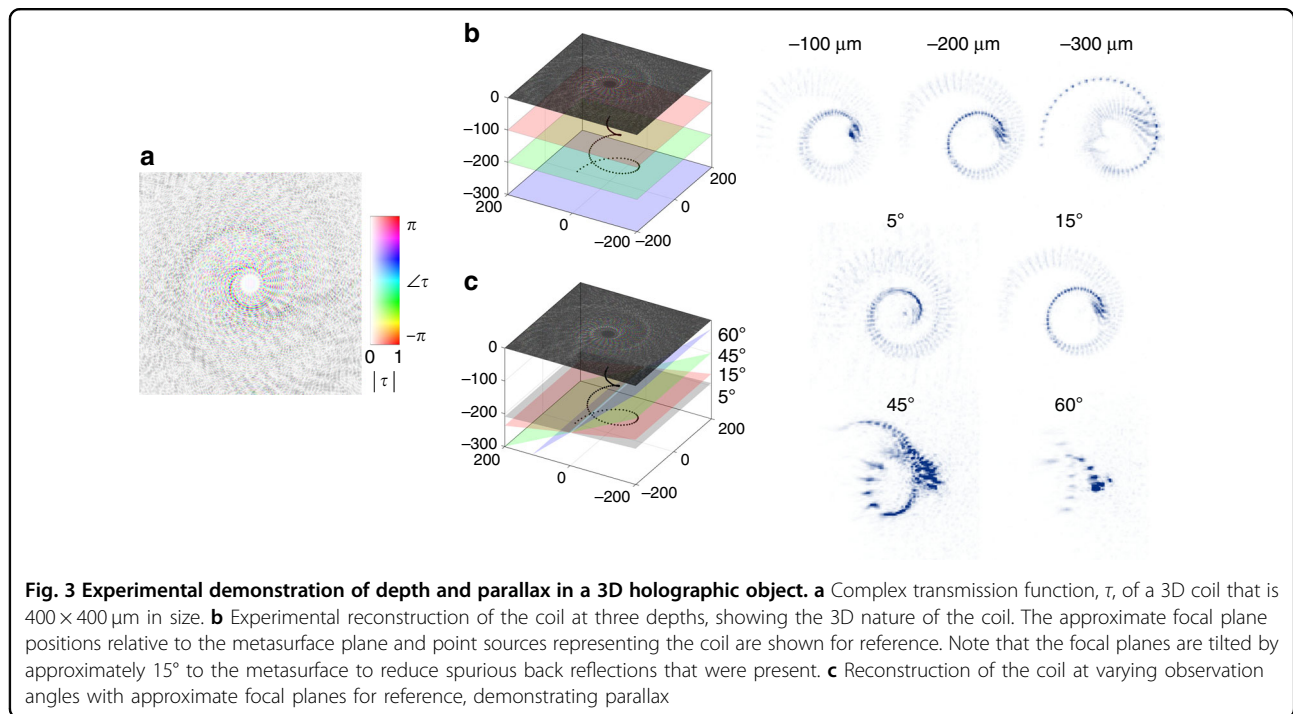 b
–100 μm –200 μm –300 μm
0
–100
–200
–300
200
0
–200
–200
0
200
a
π
∠τ
–π
0 1
|τ|
5° 15°
c
60°
45°
15°
5°
0
–100
–200
–300
200
0
–200
–200
0
200
45° 60°
Fig. 3 Experimental demonstration of depth and parallax in a 3D holographic object. a Complex transmission function, τ, of a 3D coil that is
400 × 400 μm in size. b Experimental reconstruction of the coil at three depths, showing the 3D nature of the coil. The approximate focal plane
positions relative to the metasurface plane and point sources representing the coil are shown for reference. Note that the focal planes are tilted by
approximately 15° to the metasurface to reduce spurious back reflections that were present. c Reconstruction of the coil at varying observation
angles with approximate focal planes for reference, demonstrating parallax